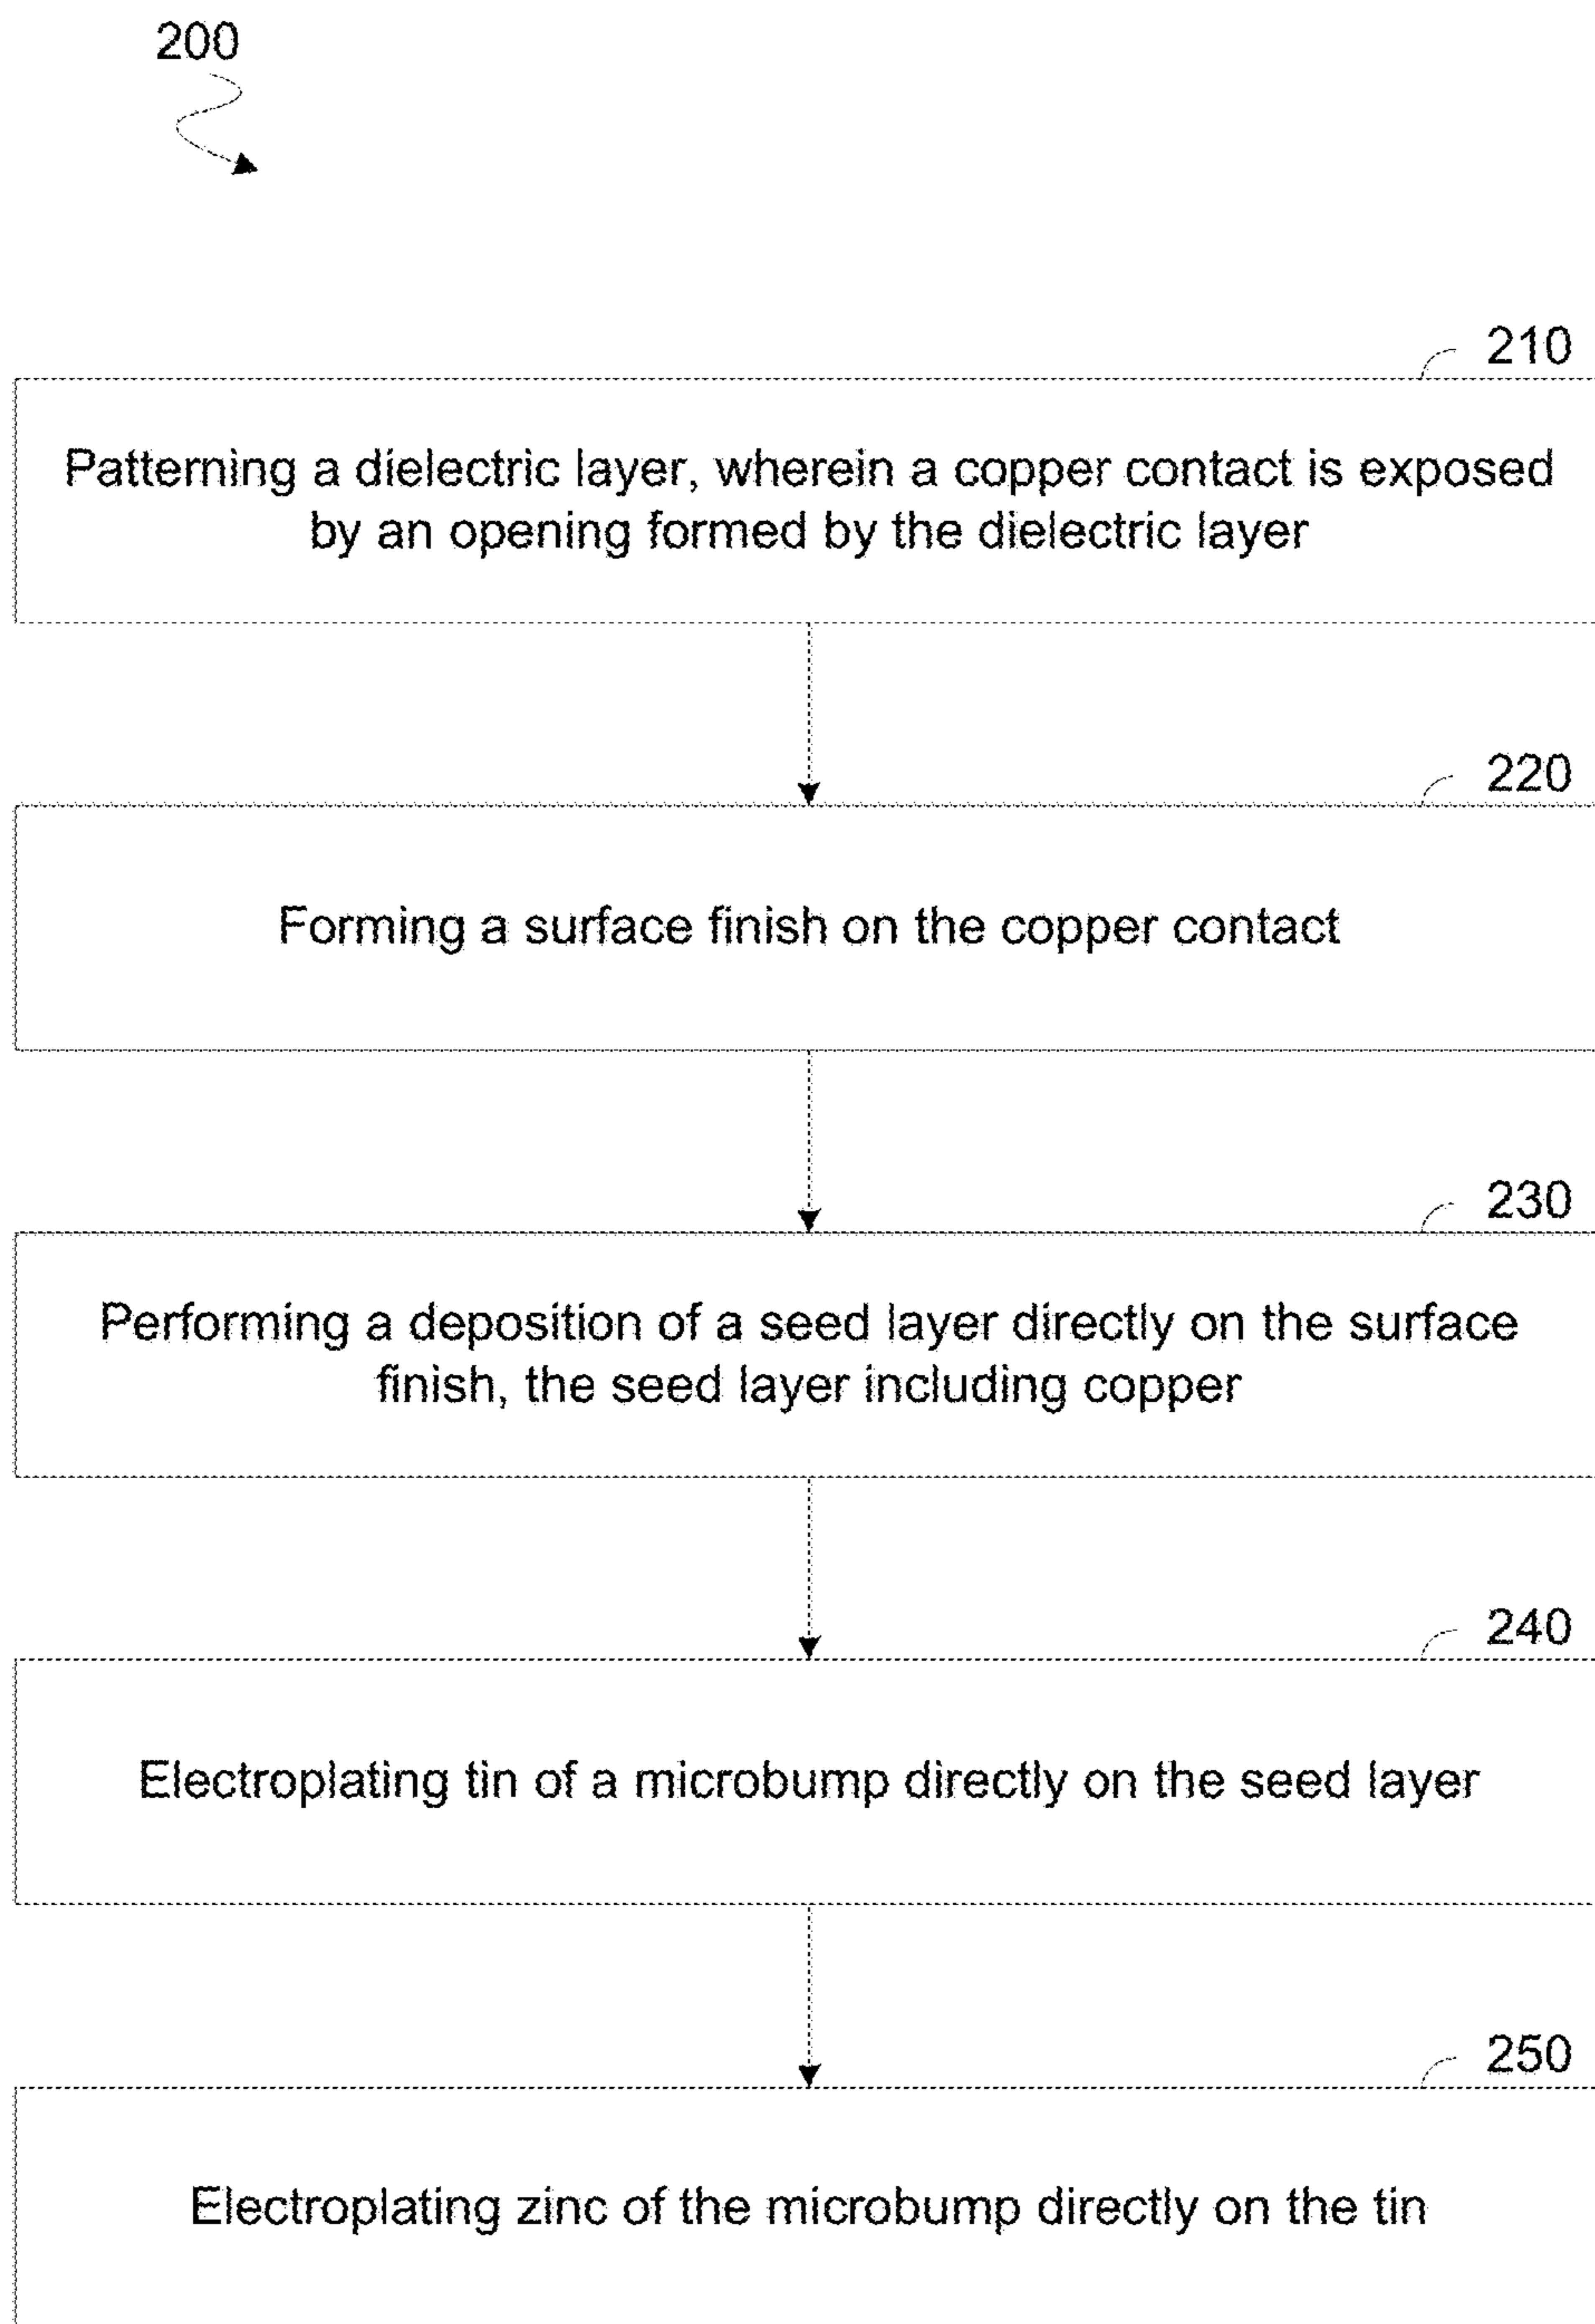 200
210
Patterning a dielectric layer, wherein a copper contact is exposed
by an opening formed by the dielectric layer
220
Forming a surface finish on the copper contact
230
Performing a deposition of a seed layer directly on the surface
finish, the seed layer including copper
240
Electroplating tin of a microbump directly on the seed layer
250
Electroplating zinc of the microbump directly on the tin